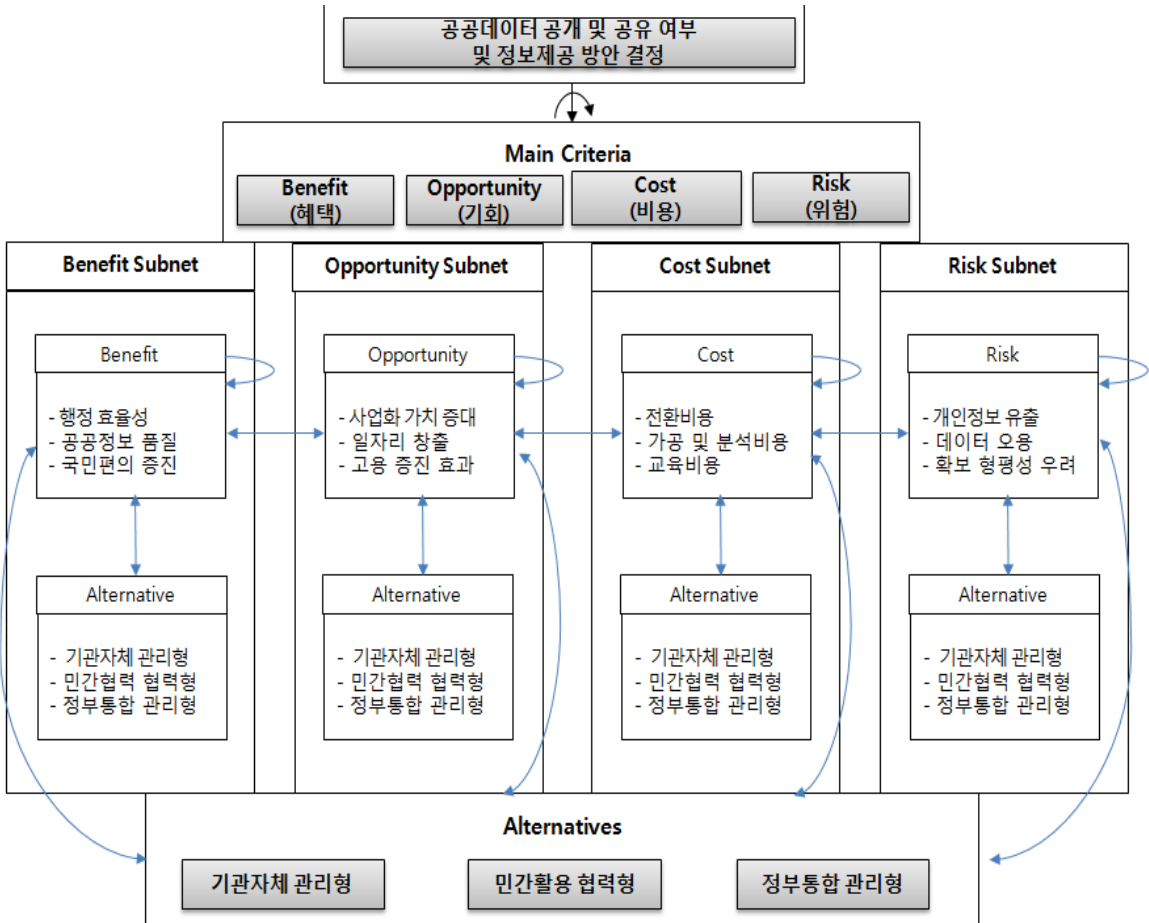 공공데이터 공개 및 공유 여부
및 정보제공 방안 결정
Main Criteria
Benefit
(혜택)
Opportunity
(기회)
Cost
(비용)
Risk
(위험)
Benefit Subnet
Benefit
- 행정 효율성
- 공공정보 품질
- 국민편의 증진
Alternative
- 기관자체 관리형
- 민간협력 협력형
- 정부통합 관리형
Opportunity Subnet
Opportunity
- 사업화 가치 증대
- 일자리 창출
- 고용 증진 효과
Alternative
- 기관자체 관리형
- 민간협력 협력형
- 정부통합 관리형
Cost Subnet
Cost
- 전환비용
- 가공 및 분석비용
- 교육비용
Alternative
- 기관자체 관리형
- 민간협력 협력형
- 정부통합 관리형
Risk Subnet
Risk
- 개인정보 유출
- 데이터 오용
- 확보 형평성 우려
Alternative
- 기관자체 관리형
- 민간협력 협력형
- 정부통합 관리형
Alternatives
기관자체 관리형
민간활용 협력형
정부통합 관리형